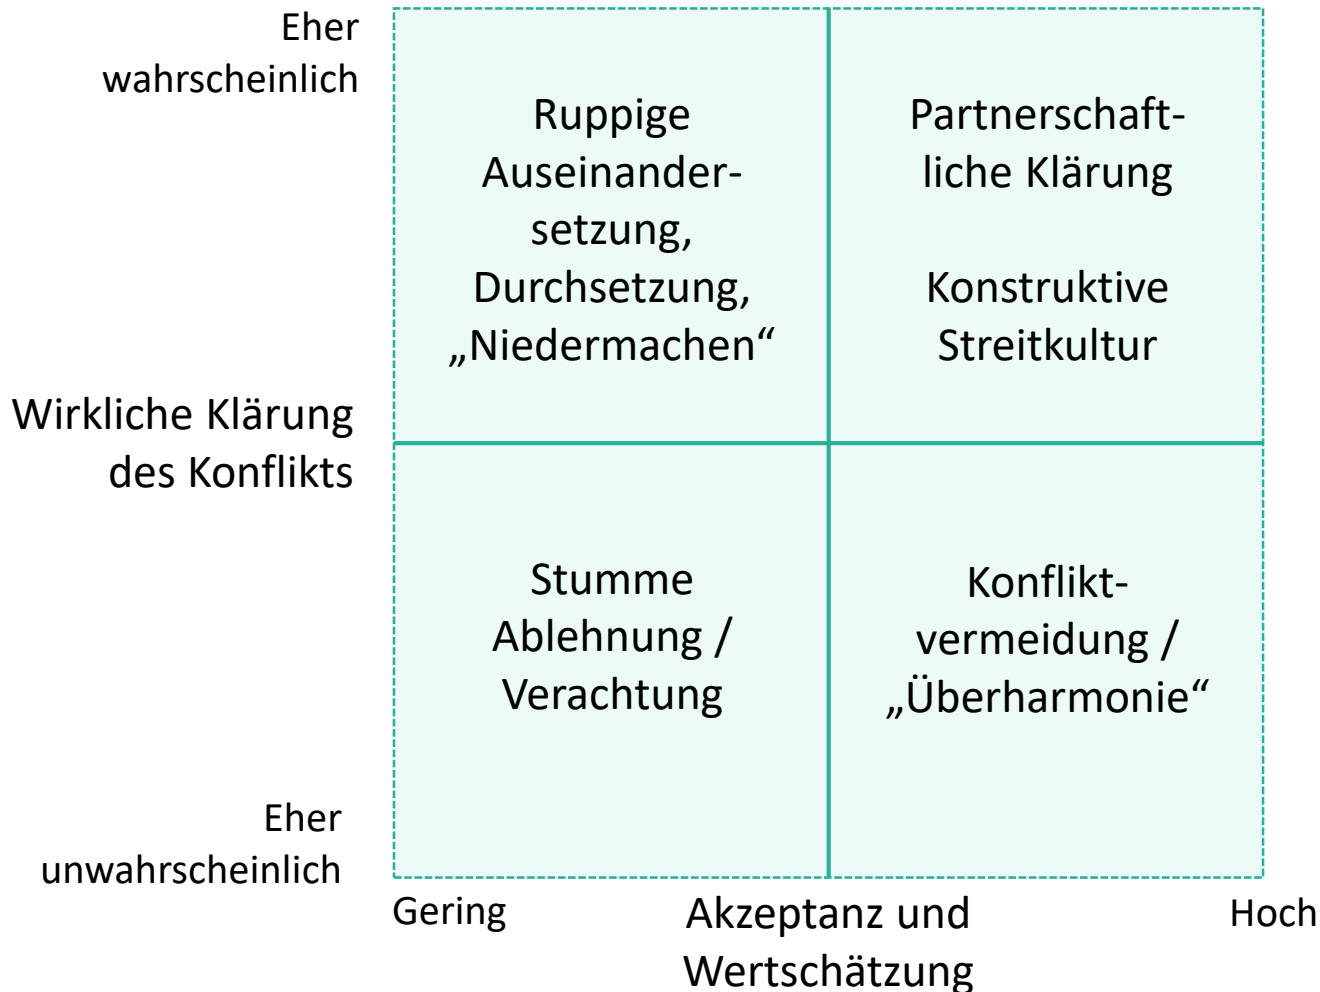 Eher
wahrscheinlich
Ruppige
Auseinander-
setzung,
Durchsetzung,
„Niedermachen“
Partnerschaft-
liche Klärung
Konstruktive
Streitkultur
Wirkliche Klärung
des Konflikts
Stumme
Ablehnung /
Verachtung
Konflikt-
vermeidung /
„Überharmonie“
Eher
unwahrscheinlich
Gering
Akzeptanz und
Wertschätzung
Hoch